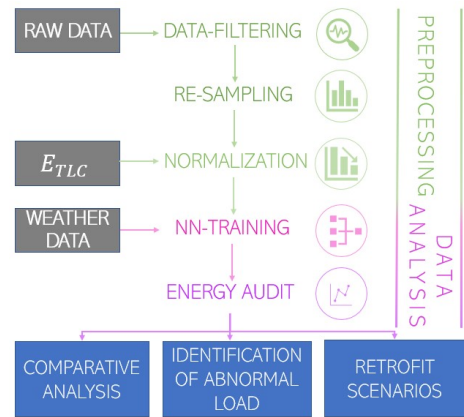 RAW DATA
DATA-FILTERING
RE-SAMPLING
E_TLC
NORMALIZATION
WEATHER
DATA
NN-TRAINING
ENERGY AUDIT
COMPARATIVE
ANALYSIS
IDENTIFICATION
OF ABNORMAL
LOAD
RETROFIT
SCENARIOS
PREPROCESSING
DATA
ANALYSIS